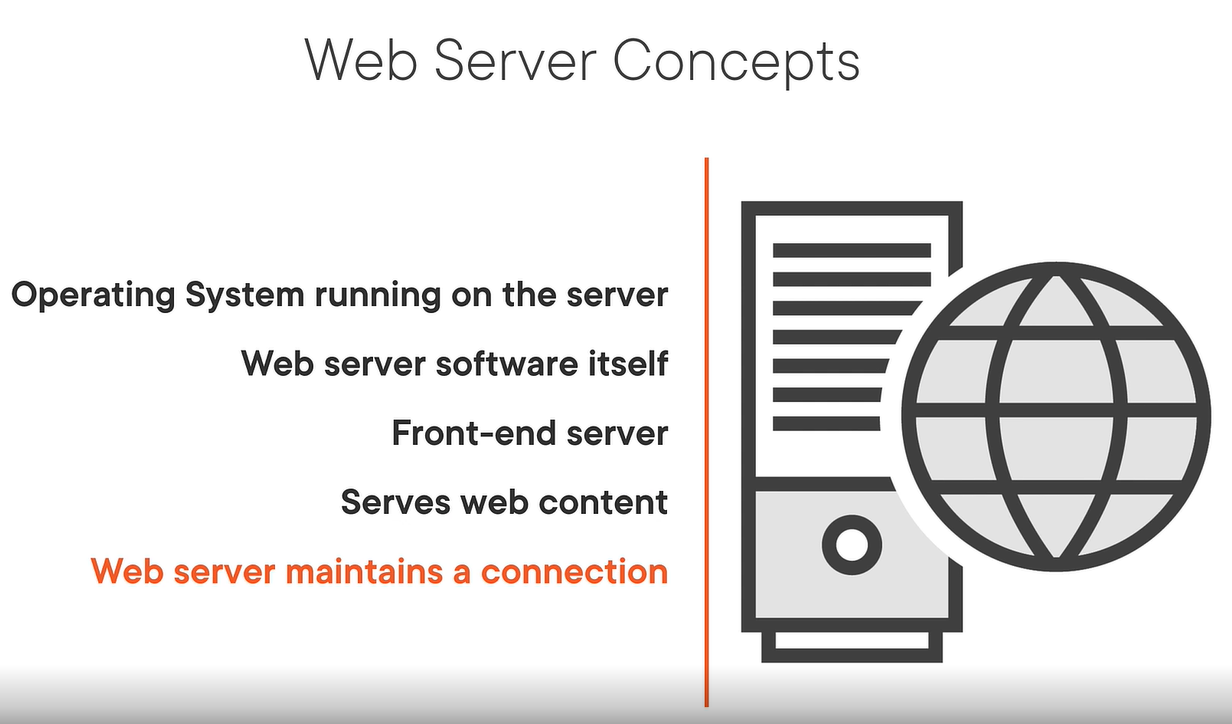 Web Server Concepts
Operating System running on the server
Web server software itself
Front-end server
Serves web content
Web server maintains a connection